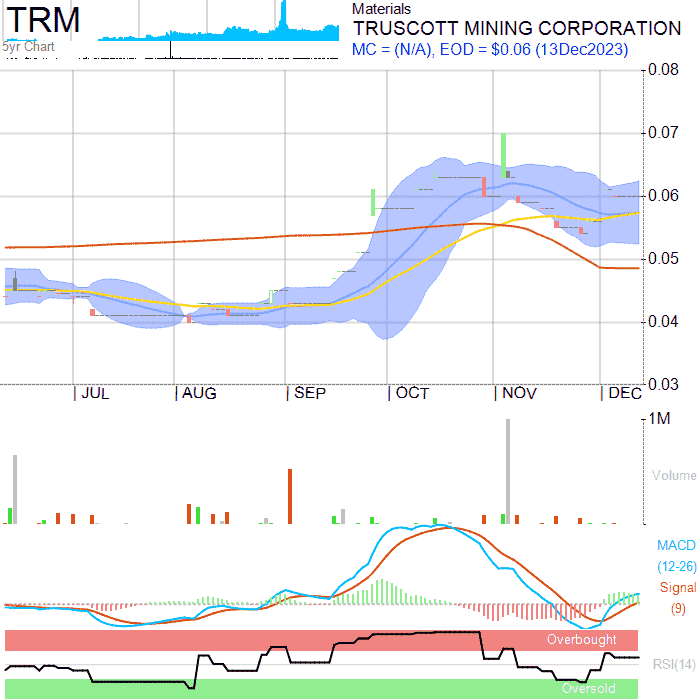 TRM
Materials
TRUSCOTT MINING CORPORATION
MC = (N/A), EOD = $0.06 (13Dec2023)
5yr Chart
0.08
0.07
0.06
0.05
0.04
0.03
JUL AUG SEP OCT NOV DEC
1M
Volume
MACD
(12-26)
Signal
(9)
Overbought
RSI(14)
Oversold